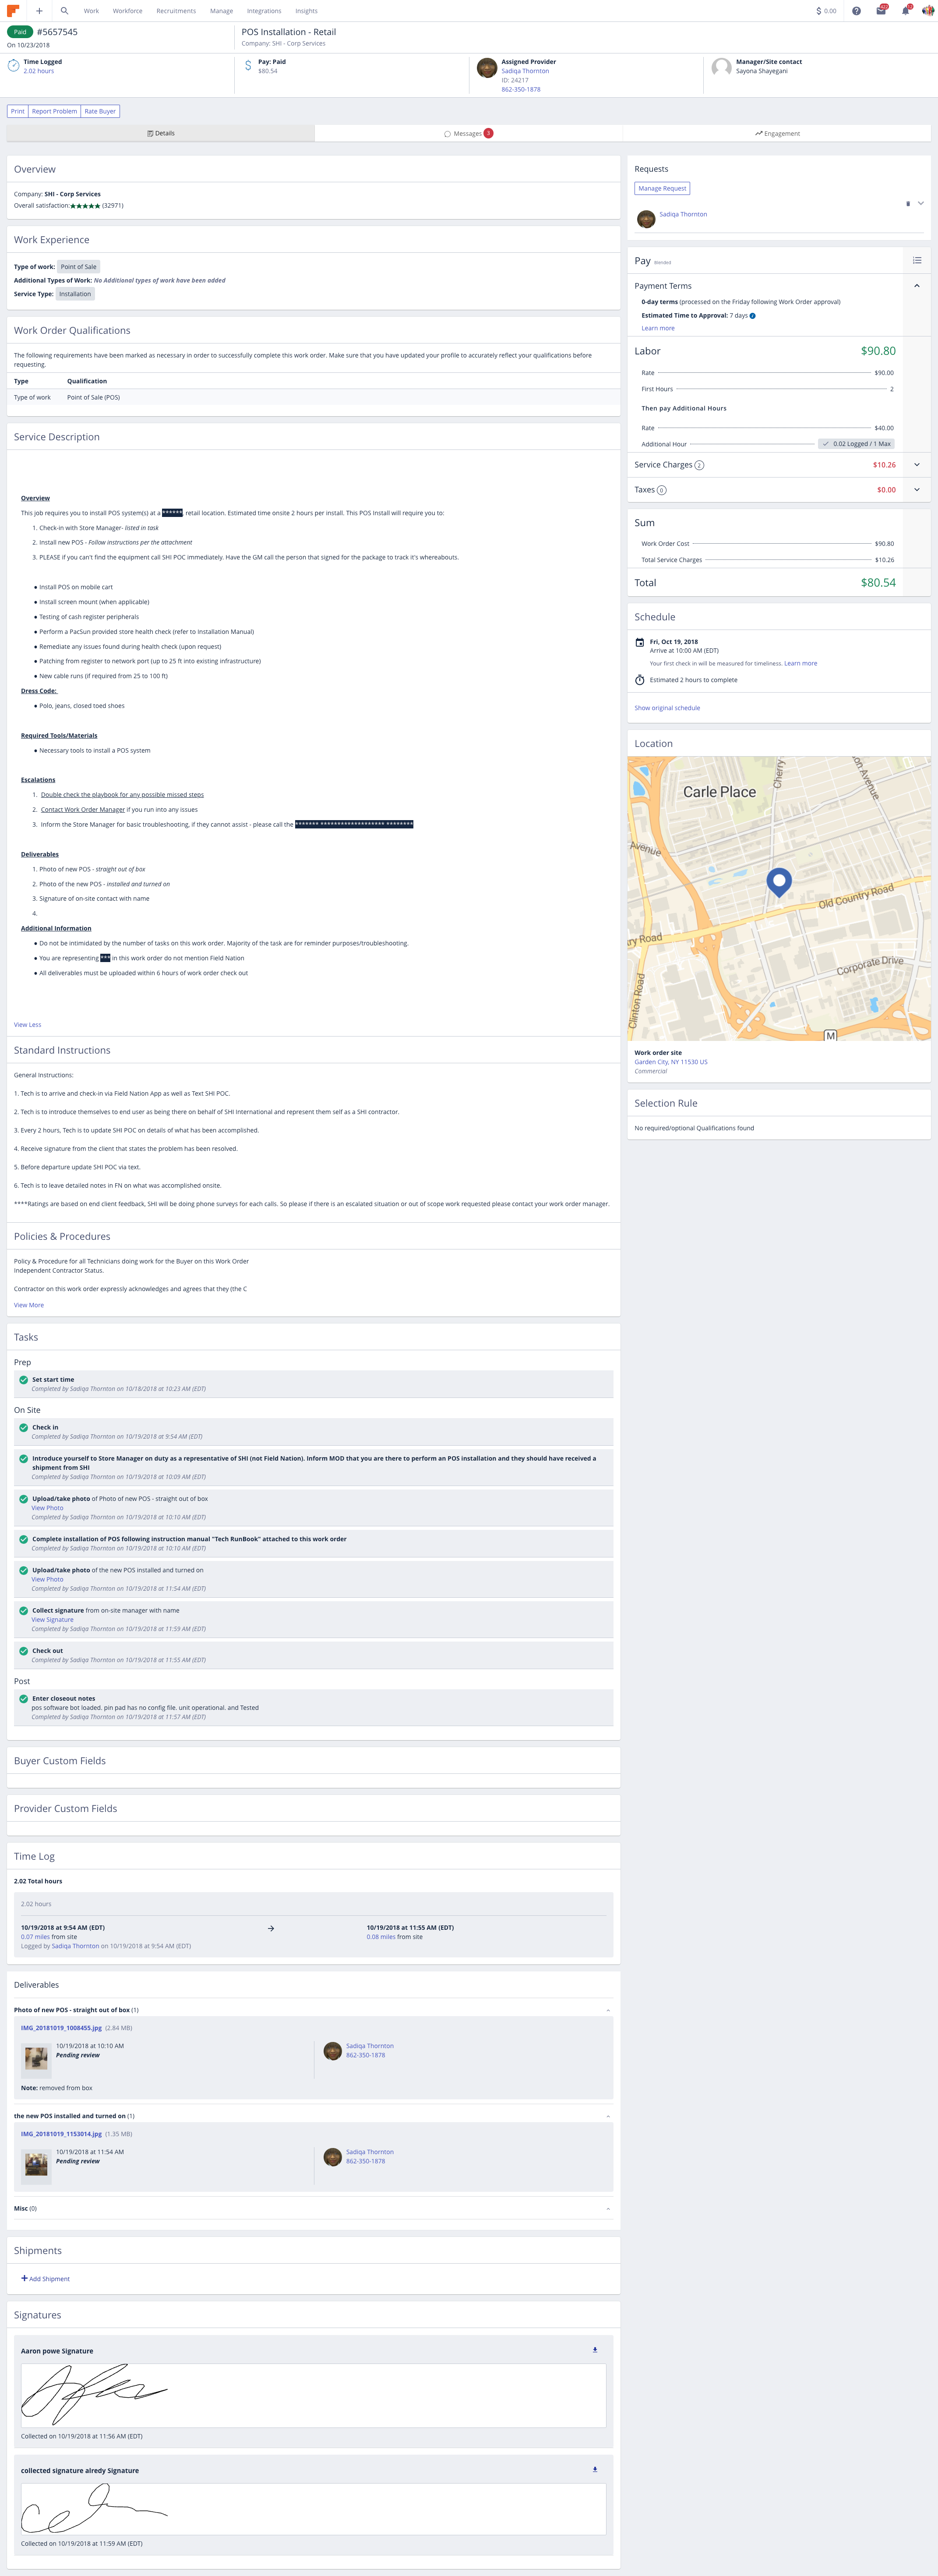 Work Workforce Recruitments Manage Integrations Insights
$ 0.00
Paid #5657545
On 10/23/2018
POS Installation - Retail
Company: SHI - Corp Services
Time Logged
2.02 hours
Pay: Paid
$80.54
Assigned Provider
Sadiqa Thornton
ID: 24217
862-350-1878
Manager/Site contact
Sayona Shayegani
Print Report Problem Rate Buyer
Details
Messages 3
Engagement
Overview
Company: SHI - Corp Services
Overall satisfaction:★★★★★ (32971)
Work Experience
Type of work: Point of Sale
Additional Types of Work: No Additional types of work have been added
Service Type: Installation
Work Order Qualifications
The following requirements have been marked as necessary in order to successfully complete this work order. Make sure that you have updated your profile to accurately reflect your qualifications before
requesting.
Type Qualification
Type of work Point of Sale (POS)
Service Description
Overview
This job requires you to install POS system(s) at a ******, retail location. Estimated time onsite 2 hours per install. This POS Install will require you to:
1. Check-in with Store Manager- listed in task
2. Install new POS - Follow instructions per the attachment
3. PLEASE if you can't find the equipment call SHI POC immediately. Have the GM call the person that signed for the package to track it's whereabouts.
● Install POS on mobile cart
● Install screen mount (when applicable)
● Testing of cash register peripherals
● Perform a PacSun provided store health check (refer to Installation Manual)
● Remediate any issues found during health check (upon request)
● Patching from register to network port (up to 25 ft into existing infrastructure)
● New cable runs (if required from 25 to 100 ft)
Dress Code:
● Polo, jeans, closed toed shoes
Required Tools/Materials
● Necessary tools to install a POS system
Escalations
1. Double check the playbook for any possible missed steps
2. Contact Work Order Manager if you run into any issues
3. Inform the Store Manager for basic troubleshooting, if they cannot assist - please call the ******* ******************* ********
Deliverables
1. Photo of new POS - straight out of box
2. Photo of the new POS - installed and turned on
3. Signature of on-site contact with name
4.
Additional Information
● Do not be intimidated by the number of tasks on this work order. Majority of the task are for reminder purposes/troubleshooting.
● You are representing *** in this work order do not mention Field Nation
● All deliverables must be uploaded within 6 hours of work order check out
View Less
Standard Instructions
General Instructions:
1. Tech is to arrive and check-in via Field Nation App as well as Text SHI POC.
2. Tech is to introduce themselves to end user as being there on behalf of SHI International and represent them self as a SHI contractor.
3. Every 2 hours, Tech is to update SHI POC on details of what has been accomplished.
4. Receive signature from the client that states the problem has been resolved.
5. Before departure update SHI POC via text.
6. Tech is to leave detailed notes in FN on what was accomplished onsite.
****Ratings are based on end client feedback, SHI will be doing phone surveys for each calls. So please if there is an escalated situation or out of scope work requested please contact your work order manager.
Policies & Procedures
Policy & Procedure for all Technicians doing work for the Buyer on this Work Order
Independent Contractor Status.
Contractor on this work order expressly acknowledges and agrees that they (the C
View More
Tasks
Prep
Set start time
Completed by Sadiqa Thornton on 10/18/2018 at 10:23 AM (EDT)
On Site
Check in
Completed by Sadiqa Thornton on 10/19/2018 at 9:54 AM (EDT)
Introduce yourself to Store Manager on duty as a representative of SHI (not Field Nation). Inform MOD that you are there to perform an POS installation and they should have received a
shipment from SHI
Completed by Sadiqa Thornton on 10/19/2018 at 10:09 AM (EDT)
Upload/take photo of Photo of new POS - straight out of box
View Photo
Completed by Sadiqa Thornton on 10/19/2018 at 10:10 AM (EDT)
Complete installation of POS following instruction manual "Tech RunBook" attached to this work order
Completed by Sadiqa Thornton on 10/19/2018 at 10:10 AM (EDT)
Upload/take photo of the new POS installed and turned on
View Photo
Completed by Sadiqa Thornton on 10/19/2018 at 11:54 AM (EDT)
Collect signature from on-site manager with name
View Signature
Completed by Sadiqa Thornton on 10/19/2018 at 11:59 AM (EDT)
Check out
Completed by Sadiqa Thornton on 10/19/2018 at 11:55 AM (EDT)
Post
Enter closeout notes
pos software bot loaded. pin pad has no config file. unit operational. and Tested
Completed by Sadiqa Thornton on 10/19/2018 at 11:57 AM (EDT)
Buyer Custom Fields
Provider Custom Fields
Time Log
2.02 Total hours
2.02 hours
10/19/2018 at 9:54 AM (EDT)
0.07 miles from site
Logged by Sadiqa Thornton on 10/19/2018 at 9:54 AM (EDT)
10/19/2018 at 11:55 AM (EDT)
0.08 miles from site
Deliverables
Photo of new POS - straight out of box (1)
IMG_20181019_1008455.jpg (2.84 MB)
10/19/2018 at 10:10 AM
Pending review
Sadiqa Thornton
862-350-1878
Note: removed from box
the new POS installed and turned on (1)
IMG_20181019_1153014.jpg (1.35 MB)
10/19/2018 at 11:54 AM
Pending review
Sadiqa Thornton
862-350-1878
Misc (0)
Shipments
+ Add Shipment
Signatures
Aaron powe Signature
Collected on 10/19/2018 at 11:56 AM (EDT)
collected signature alredy Signature
Collected on 10/19/2018 at 11:59 AM (EDT)
Requests
Manage Request
Sadiqa Thornton
Pay Blended
Payment Terms
0-day terms (processed on the Friday following Work Order approval)
Estimated Time to Approval: 7 days
Learn more
Labor $90.80
Rate $90.00
First Hours 2
Then pay Additional Hours
Rate $40.00
Additional Hour 0.02 Logged / 1 Max
Service Charges 2 $10.26
Taxes 0 $0.00
Sum
Work Order Cost $90.80
Total Service Charges $10.26
Total $80.54
Schedule
Fri, Oct 19, 2018
Arrive at 10:00 AM (EDT)
Your first check in will be measured for timeliness. Learn more
Estimated 2 hours to complete
Show original schedule
Location
Carle Place
Cherry
on Avenue
Avenue
Old Country Road
ry Road
Corporate Drive
Clinton Road
M
Work order site
Garden City, NY 11530 US
Commercial
Selection Rule
No required/optional Qualifications found